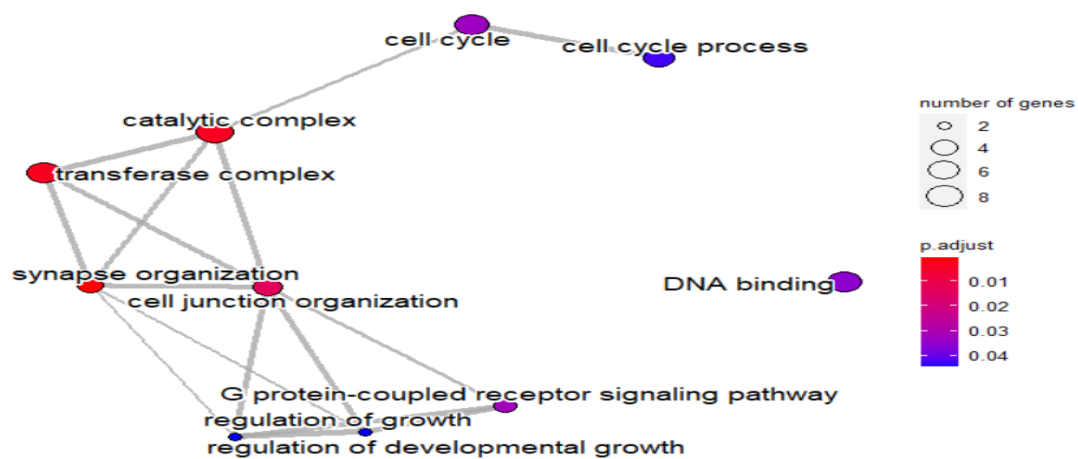 cell cycle
cell cycle process
catalytic complex
transferase complex
synapse organization
cell junction organization
DNA binding
G protein-coupled receptor signaling pathway
regulation of growth
regulation of developmental growth
number of genes
2
4
6
8
p.adjust
0.01
0.02
0.03
0.04